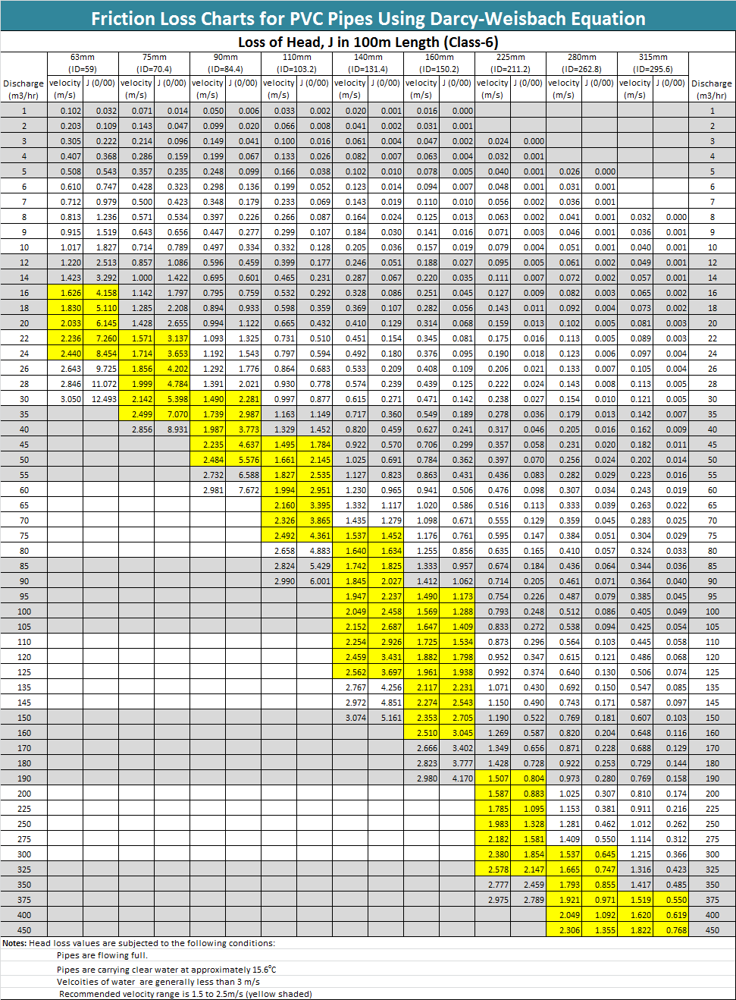 Friction Loss Charts for PVC Pipes Using Darcy-Weisbach Equation
Loss of Head, J in 100m Length (Class-6)
63mm 75mm 90mm 110mm 140mm 160mm 225mm 280mm 315mm
(ID=59) (ID=70.4) (ID=84.4) (ID=103.2) (ID=131.4) (ID=150.2) (ID=211.2) (ID=262.8) (ID=295.6)
Discharge velocity J (0/00) velocity J (0/00) velocity J (0/00) velocity J (0/00) velocity J (0/00) velocity J (0/00) velocity J (0/00) velocity J (0/00) velocity J (0/00) Discharge
(m3/hr) (m/s) (m/s) (m/s) (m/s) (m/s) (m/s) (m/s) (m/s) (m/s) (m3/hr)
1 0.102 0.032 0.071 0.014 0.050 0.006 0.033 0.002 0.020 0.001 0.016 0.000 1
2 0.203 0.109 0.143 0.047 0.099 0.020 0.066 0.008 0.041 0.002 0.031 0.001 2
3 0.305 0.222 0.214 0.096 0.149 0.041 0.100 0.016 0.061 0.004 0.047 0.002 0.024 0.000 3
4 0.407 0.368 0.286 0.159 0.199 0.067 0.133 0.026 0.082 0.007 0.063 0.004 0.032 0.001 4
5 0.508 0.543 0.357 0.235 0.248 0.099 0.166 0.038 0.102 0.010 0.078 0.005 0.040 0.001 0.026 0.000 5
6 0.610 0.747 0.428 0.323 0.298 0.136 0.199 0.052 0.123 0.014 0.094 0.007 0.048 0.001 0.031 0.001 6
7 0.712 0.979 0.500 0.423 0.348 0.179 0.233 0.069 0.143 0.019 0.110 0.010 0.056 0.002 0.036 0.001 7
8 0.813 1.236 0.571 0.534 0.397 0.226 0.266 0.087 0.164 0.024 0.125 0.013 0.063 0.002 0.041 0.001 0.032 0.000 8
9 0.915 1.519 0.643 0.656 0.447 0.277 0.299 0.107 0.184 0.030 0.141 0.016 0.071 0.003 0.046 0.001 0.036 0.001 9
10 1.017 1.827 0.714 0.789 0.497 0.334 0.332 0.128 0.205 0.036 0.157 0.019 0.079 0.004 0.051 0.001 0.040 0.001 10
12 1.220 2.513 0.857 1.086 0.596 0.459 0.399 0.177 0.246 0.051 0.188 0.027 0.095 0.005 0.061 0.002 0.049 0.001 12
14 1.423 3.292 1.000 1.422 0.695 0.601 0.465 0.231 0.287 0.067 0.220 0.035 0.111 0.007 0.072 0.002 0.057 0.001 14
16 1.626 4.158 1.142 1.797 0.795 0.759 0.532 0.292 0.328 0.086 0.251 0.045 0.127 0.009 0.082 0.003 0.065 0.002 16
18 1.830 5.110 1.285 2.208 0.894 0.933 0.598 0.359 0.369 0.107 0.282 0.056 0.143 0.011 0.092 0.004 0.073 0.002 18
20 2.033 6.145 1.428 2.655 0.994 1.122 0.665 0.432 0.410 0.129 0.314 0.068 0.159 0.013 0.102 0.005 0.081 0.003 20
22 2.236 7.260 1.571 3.137 1.093 1.325 0.731 0.510 0.451 0.154 0.345 0.081 0.175 0.016 0.113 0.005 0.089 0.003 22
24 2.440 8.454 1.714 3.653 1.192 1.543 0.797 0.594 0.492 0.180 0.376 0.095 0.190 0.018 0.123 0.006 0.097 0.004 24
26 2.643 9.725 1.856 4.202 1.292 1.776 0.864 0.683 0.533 0.209 0.408 0.109 0.206 0.021 0.133 0.007 0.105 0.004 26
28 2.846 11.072 1.999 4.784 1.391 2.021 0.930 0.778 0.574 0.239 0.439 0.125 0.222 0.024 0.143 0.008 0.113 0.005 28
30 3.050 12.493 2.142 5.398 1.490 2.281 0.997 0.877 0.615 0.271 0.471 0.142 0.238 0.027 0.154 0.010 0.121 0.005 30
35 2.499 7.070 1.739 2.987 1.163 1.149 0.717 0.360 0.549 0.189 0.278 0.036 0.179 0.013 0.142 0.007 35
40 2.856 8.931 1.987 3.773 1.329 1.452 0.820 0.459 0.627 0.241 0.317 0.046 0.205 0.016 0.162 0.009 40
45 2.235 4.637 1.495 1.784 0.922 0.570 0.706 0.299 0.357 0.058 0.231 0.020 0.182 0.011 45
50 2.484 5.576 1.661 2.145 1.025 0.691 0.784 0.362 0.397 0.070 0.256 0.024 0.202 0.014 50
55 2.732 6.588 1.827 2.535 1.127 0.823 0.863 0.431 0.436 0.083 0.282 0.029 0.223 0.016 55
60 2.981 7.672 1.994 2.951 1.230 0.965 0.941 0.506 0.476 0.098 0.307 0.034 0.243 0.019 60
65 2.160 3.395 1.332 1.117 1.020 0.586 0.516 0.113 0.333 0.039 0.263 0.022 65
70 2.326 3.865 1.435 1.279 1.098 0.671 0.555 0.129 0.359 0.045 0.283 0.025 70
75 2.492 4.361 1.537 1.452 1.176 0.761 0.595 0.147 0.384 0.051 0.304 0.029 75
80 2.658 4.883 1.640 1.634 1.255 0.856 0.635 0.165 0.410 0.057 0.324 0.033 80
85 2.824 5.429 1.742 1.825 1.333 0.957 0.674 0.184 0.436 0.064 0.344 0.036 85
90 2.990 6.001 1.845 2.027 1.412 1.062 0.714 0.205 0.461 0.071 0.364 0.040 90
95 1.947 2.237 1.490 1.173 0.754 0.226 0.487 0.079 0.385 0.045 95
100 2.049 2.458 1.569 1.288 0.793 0.248 0.512 0.086 0.405 0.049 100
105 2.152 2.687 1.647 1.409 0.833 0.272 0.538 0.094 0.425 0.054 105
110 2.254 2.926 1.725 1.534 0.873 0.296 0.564 0.103 0.445 0.058 110
120 2.459 3.431 1.882 1.798 0.952 0.347 0.615 0.121 0.486 0.068 120
125 2.562 3.697 1.961 1.938 0.992 0.374 0.640 0.130 0.506 0.074 125
135 2.767 4.256 2.117 2.231 1.071 0.430 0.692 0.150 0.547 0.085 135
145 2.972 4.851 2.274 2.543 1.150 0.490 0.743 0.171 0.587 0.097 145
150 3.074 5.161 2.353 2.705 1.190 0.522 0.769 0.181 0.607 0.103 150
160 2.510 3.045 1.269 0.587 0.820 0.204 0.648 0.116 160
170 2.666 3.402 1.349 0.656 0.871 0.228 0.688 0.129 170
180 2.823 3.777 1.428 0.728 0.922 0.253 0.729 0.144 180
190 2.980 4.170 1.507 0.804 0.973 0.280 0.769 0.158 190
200 1.587 0.883 1.025 0.307 0.810 0.174 200
225 1.785 1.095 1.153 0.381 0.911 0.216 225
250 1.983 1.328 1.281 0.462 1.012 0.262 250
275 2.182 1.581 1.409 0.550 1.114 0.312 275
300 2.380 1.854 1.537 0.645 1.215 0.366 300
325 2.578 2.147 1.665 0.747 1.316 0.423 325
350 2.777 2.459 1.793 0.855 1.417 0.485 350
375 2.975 2.789 1.921 0.971 1.519 0.550 375
400 2.049 1.092 1.620 0.619 400
450 2.306 1.355 1.822 0.768 450
Notes: Head loss values are subjected to the following conditions:
Pipes are flowing full.
Pipes are carrying clear water at approximately 15.6⁰C
Velcoities of water are generally less than 3 m/s
Recommended velocity range is 1.5 to 2.5m/s (yellow shaded)